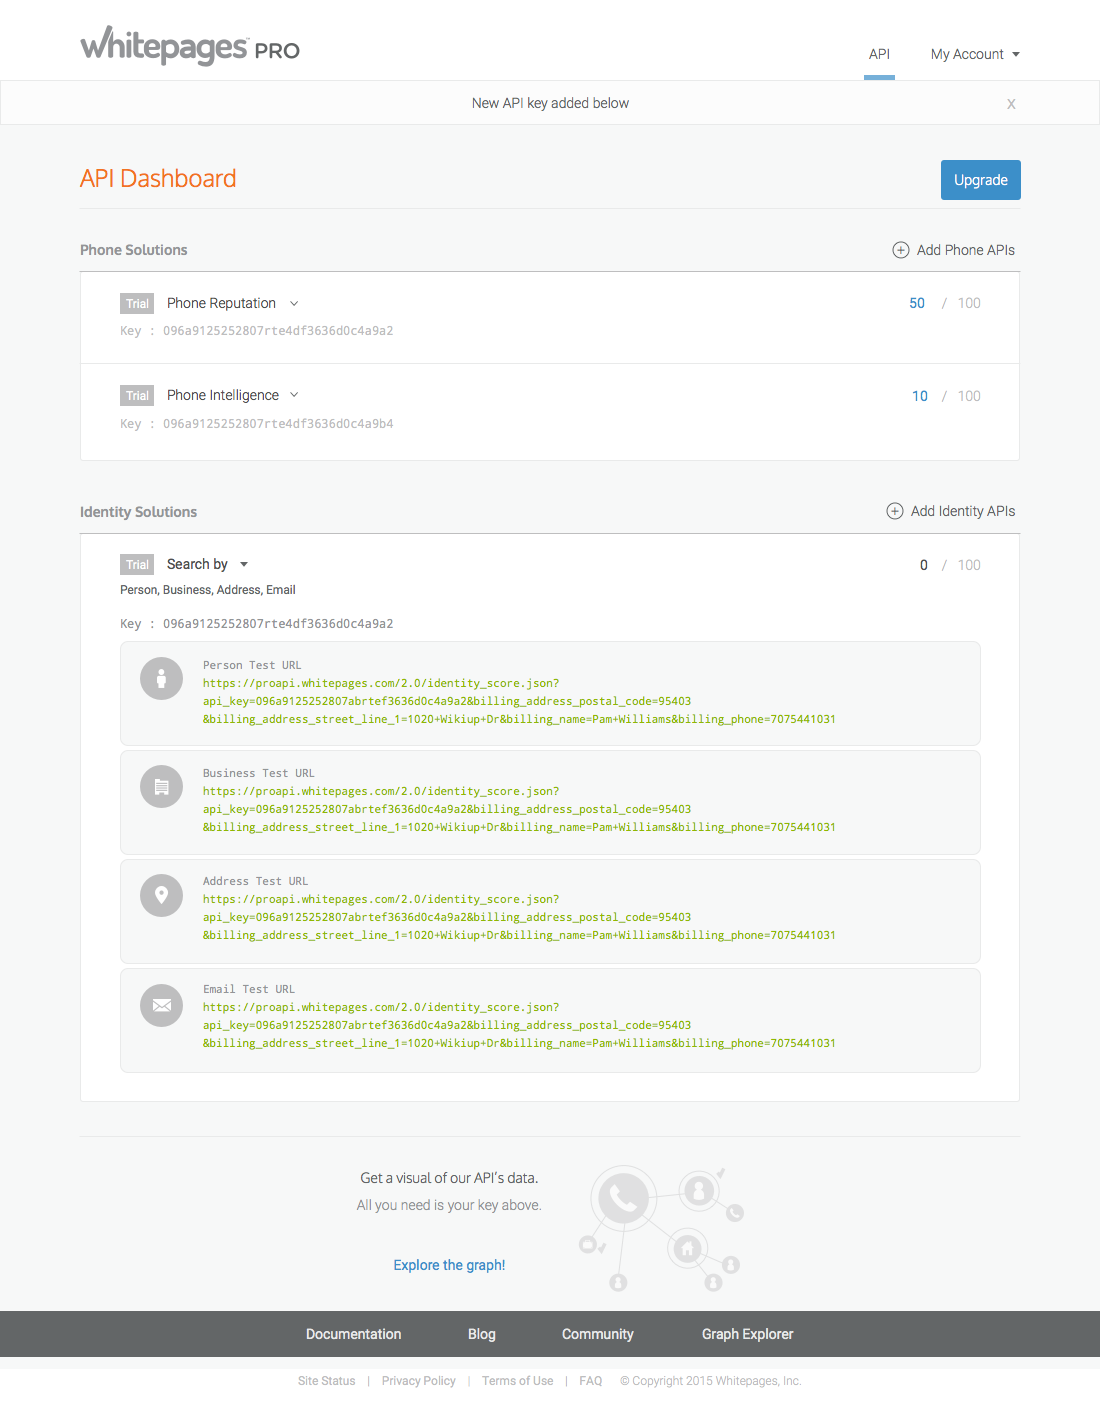 whitepages PRO
API
My Account
New API key added below
X
API Dashboard
Upgrade
Phone Solutions
Add Phone APIs
Trial Phone Reputation
50 / 100
Key : 096a9125252807rte4df3636d0c4a9a2
Trial Phone Intelligence
10 / 100
Key : 096a9125252807rte4df3636d0c4a9b4
Identity Solutions
Add Identity APIs
Trial Search by
0 / 100
Person, Business, Address, Email
Key : 096a9125252807rte4df3636d0c4a9a2
Person Test URL
https://proapi.whitepages.com/2.0/identity_score.json?
api_key=096a9125252807abrtef3636d0c4a9a2&billing_address_postal_code=95403
&billing_address_street_line_1=1020+Wikiup+Dr&billing_name=Pam+Williams&billing_phone=7075441031
Business Test URL
https://proapi.whitepages.com/2.0/identity_score.json?
api_key=096a9125252807abrtef3636d0c4a9a2&billing_address_postal_code=95403
&billing_address_street_line_1=1020+Wikiup+Dr&billing_name=Pam+Williams&billing_phone=7075441031
Address Test URL
https://proapi.whitepages.com/2.0/identity_score.json?
api_key=096a9125252807abrtef3636d0c4a9a2&billing_address_postal_code=95403
&billing_address_street_line_1=1020+Wikiup+Dr&billing_name=Pam+Williams&billing_phone=7075441031
Email Test URL
https://proapi.whitepages.com/2.0/identity_score.json?
api_key=096a9125252807abrtef3636d0c4a9a2&billing_address_postal_code=95403
&billing_address_street_line_1=1020+Wikiup+Dr&billing_name=Pam+Williams&billing_phone=7075441031
Get a visual of our API’s data.
All you need is your key above.
Explore the graph!
Documentation
Blog
Community
Graph Explorer
Site Status | Privacy Policy | Terms of Use | FAQ © Copyright 2015 Whitepages, Inc.